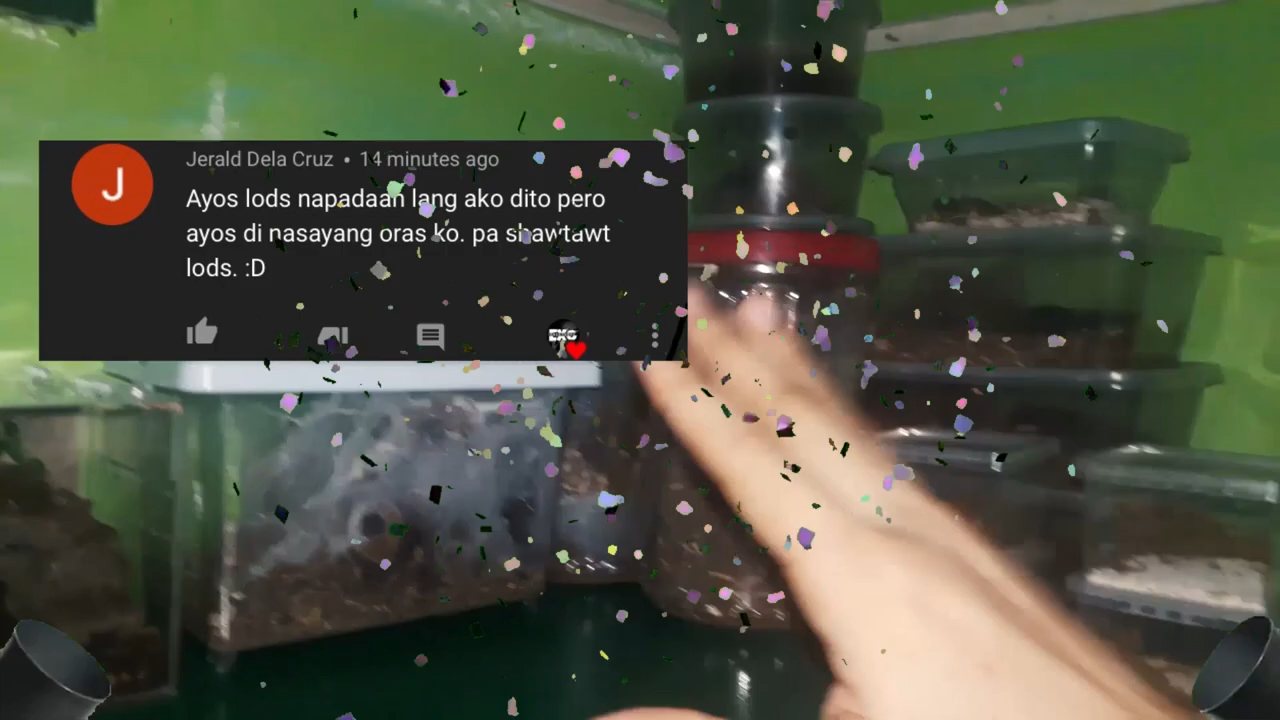 J
Jerald Dela Cruz • 14 minutes ago
Ayos lods napadaan lang ako dito pero
ayos di nasayang oras ko. pa shawtawt
lods. :D